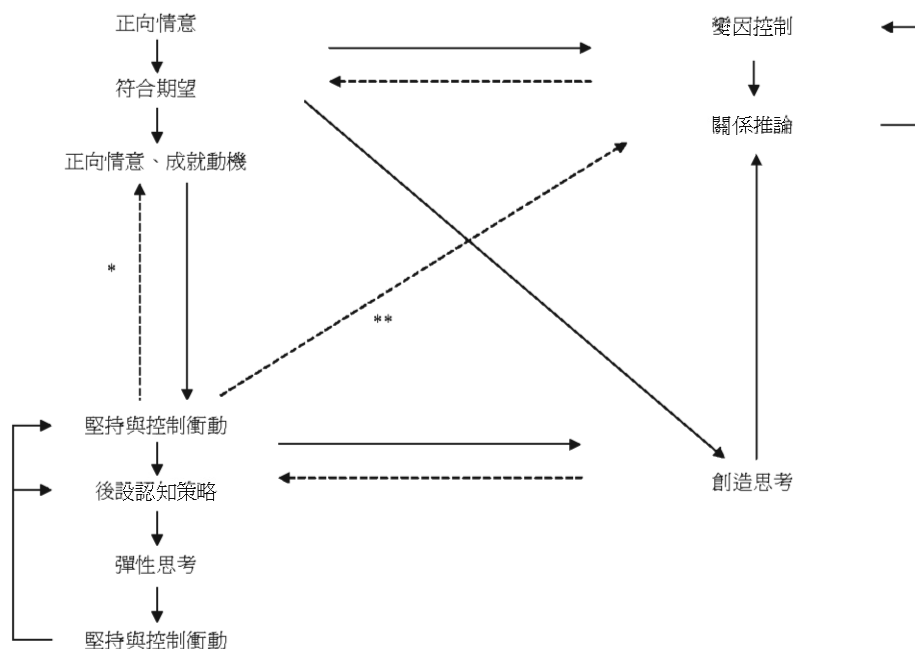 正向情意
符合期望
正向情意、成就動機
*
堅持與控制衝動
後設認知策略
彈性思考
堅持與控制衝動
變因控制
關係推論
**
創造思考